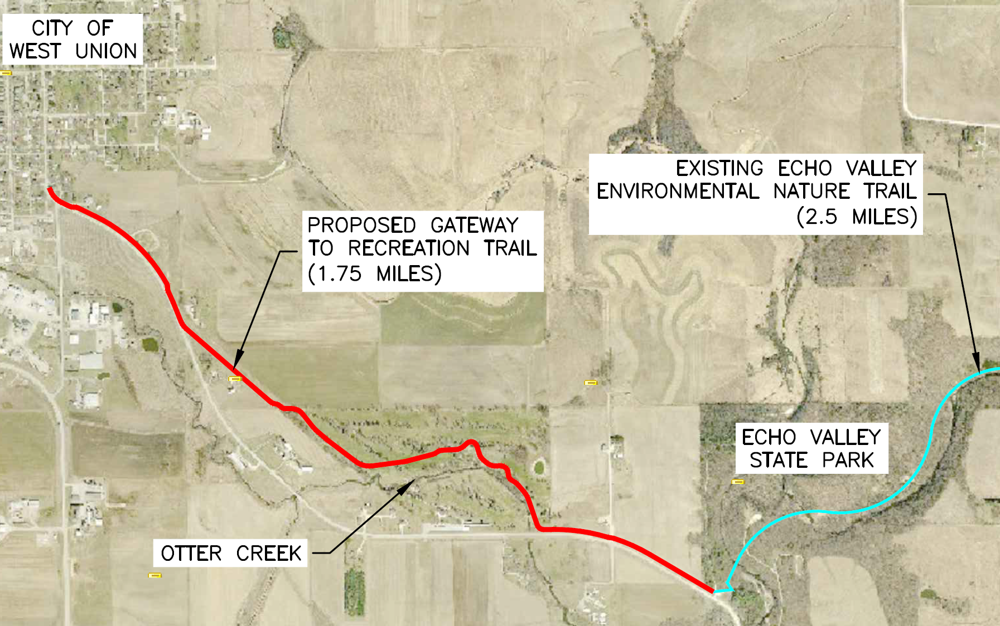 CITY OF
WEST UNION
EXISTING ECHO VALLEY
ENVIRONMENTAL NATURE TRAIL
(2.5 MILES)
PROPOSED GATEWAY
TO RECREATION TRAIL
(1.75 MILES)
ECHO VALLEY
STATE PARK
OTTER CREEK